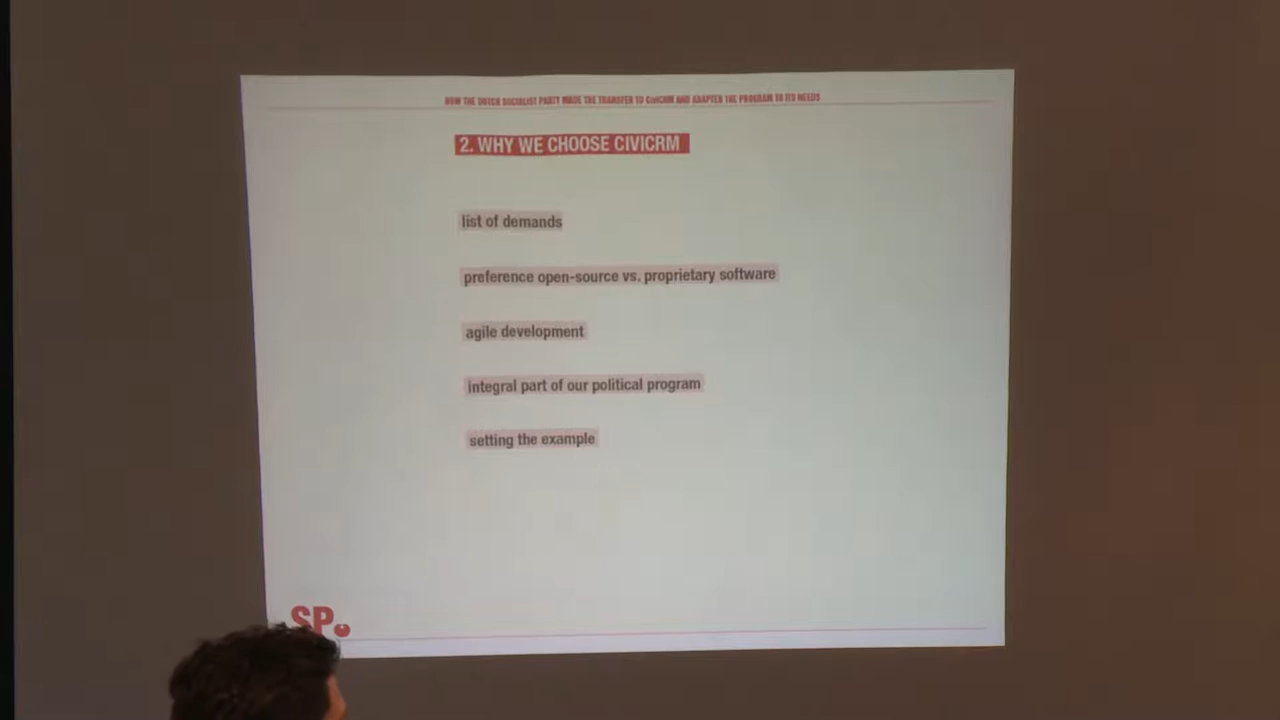 HOW THE DUTCH SOCIALIST PARTY MADE THE TRANSFER TO CiviCRM AND ADAPTED THE PROGRAM TO ITS NEEDS
2. WHY WE CHOOSE CIVICRM
list of demands
preference open-source vs. proprietary software
agile development
integral part of our political program
setting the example
SP.